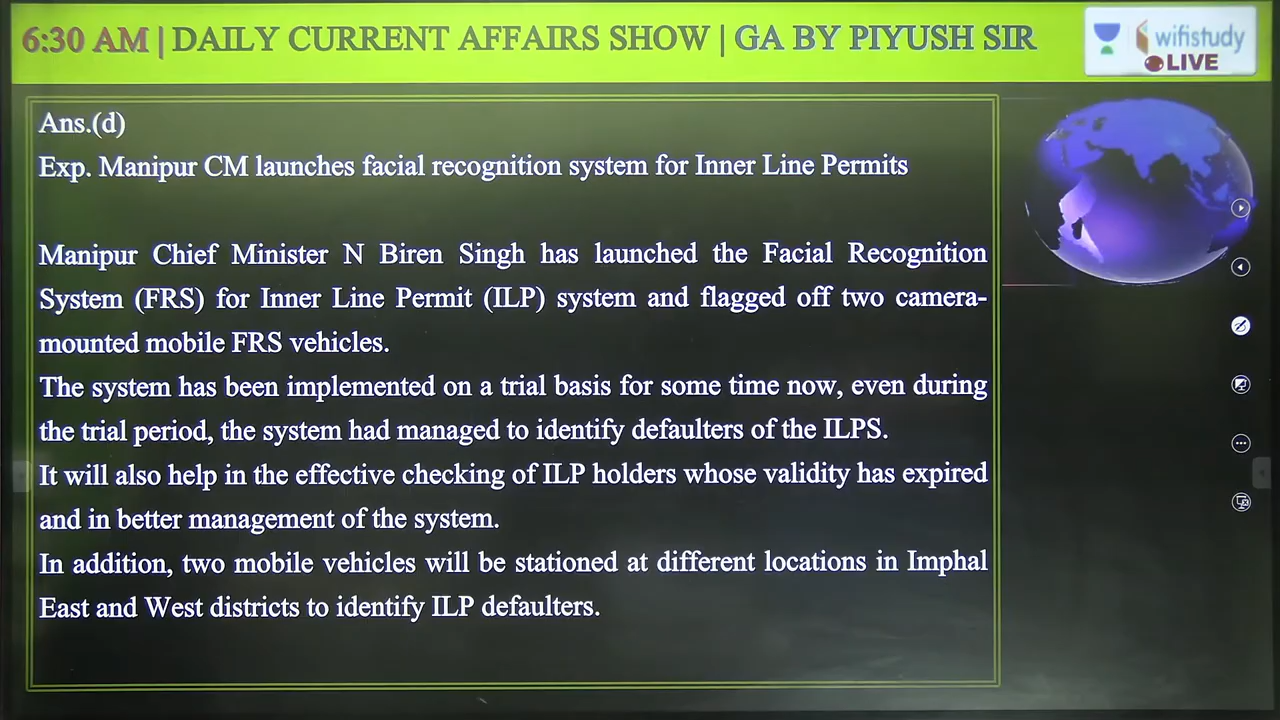 6:30 AM | DAILY CURRENT AFFAIRS SHOW | GA BY PIYUSH SIR
wifistudy
LIVE
Ans.(d)
Exp. Manipur CM launches facial recognition system for Inner Line Permits
Manipur Chief Minister N Biren Singh has launched the Facial Recognition
System (FRS) for Inner Line Permit (ILP) system and flagged off two camera-
mounted mobile FRS vehicles.
The system has been implemented on a trial basis for some time now, even during
the trial period, the system had managed to identify defaulters of the ILPS.
It will also help in the effective checking of ILP holders whose validity has expired
and in better management of the system.
In addition, two mobile vehicles will be stationed at different locations in Imphal
East and West districts to identify ILP defaulters.